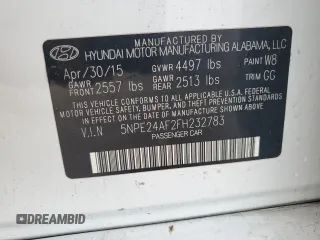 MANUFACTURED BY
HYUNDAI MOTOR MANUFACTURING ALABAMA, LLC
Apr/30/15 GVWR 4497 lbs PAINT W8
GAWR FRONT 2557 lbs GAWR REAR 2513 lbs TRIM GG
THIS VEHICLE CONFORMS TO ALL APPLICABLE U.S. FEDERAL
MOTOR VEHICLE SAFETY, BUMPER, AND THEFT PREVENTION
STANDARDS IN EFFECT ON THE DATE OF MANUFACTURE SHOWN ABOVE.
V.I.N 5NPE24AF2FH232783
PASSENGER CAR